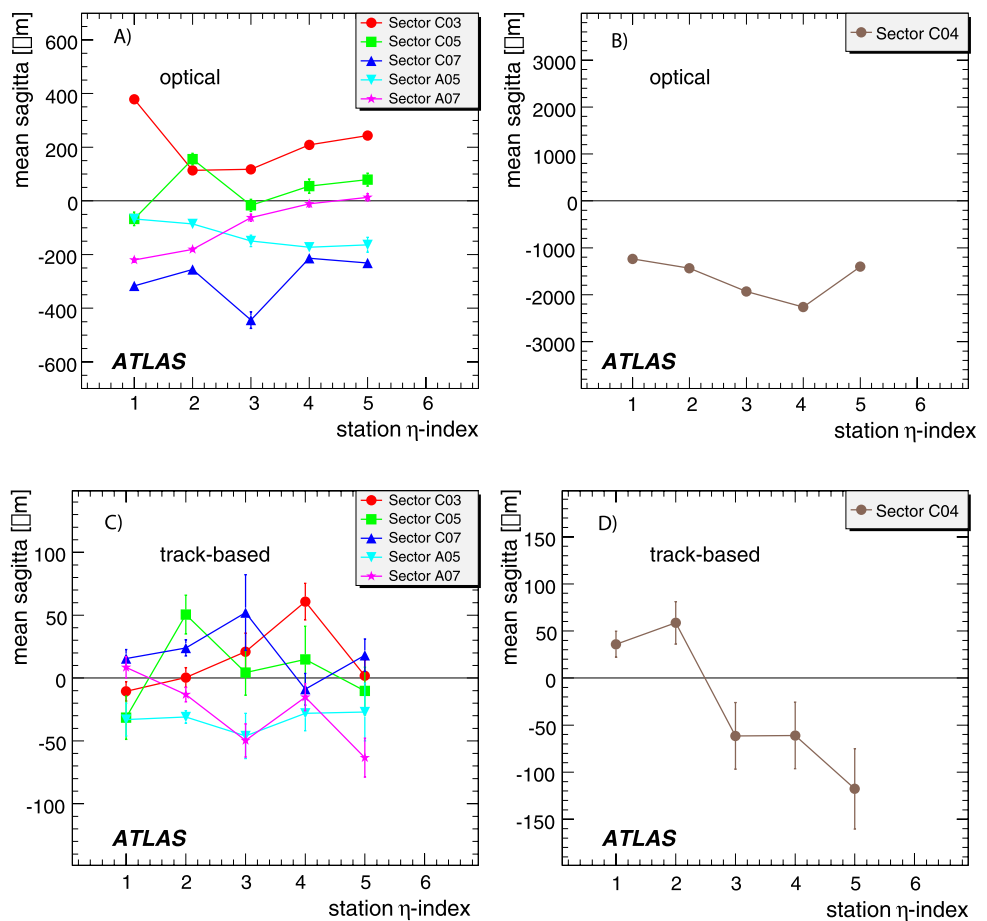 A)
optical
mean sagitta [□m]
Sector C03
Sector C05
Sector C07
Sector A05
Sector A07
600
400
200
0
-200
-400
-600
ATLAS
1 2 3 4 5 6
station η-index
B)
optical
mean sagitta [□m]
Sector C04
3000
2000
1000
0
-1000
-2000
-3000
ATLAS
1 2 3 4 5 6
station η-index
C)
track-based
mean sagitta [□m]
Sector C03
Sector C05
Sector C07
Sector A05
Sector A07
100
50
0
-50
-100
ATLAS
1 2 3 4 5 6
station η-index
D)
track-based
mean sagitta [□m]
Sector C04
150
100
50
0
-50
-100
-150
ATLAS
1 2 3 4 5 6
station η-index